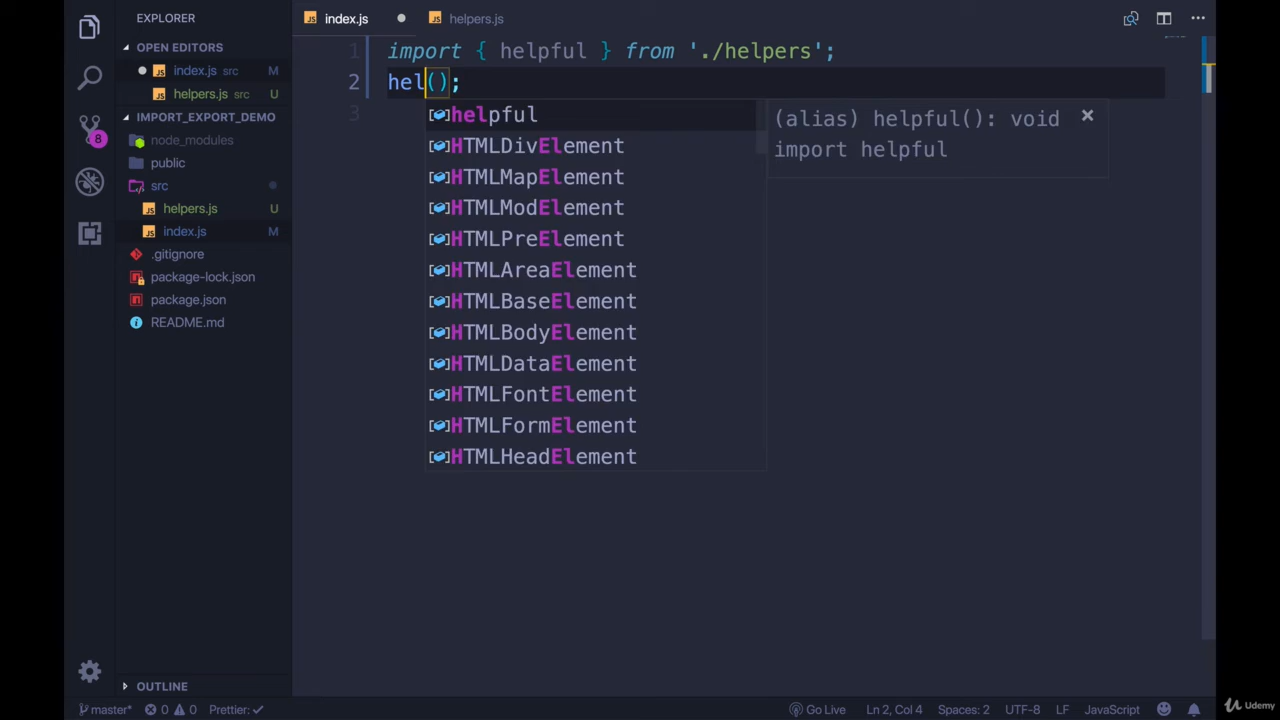 EXPLORER
OPEN EDITORS
index.js src M
helpers.js src U
IMPORT_EXPORT_DEMO
node_modules
public
src
helpers.js U
index.js M
.gitignore
package-lock.json
package.json
README.md
OUTLINE
8
index.js
helpers.js
1 import { helpful } from './helpers';
2 hel();
3
helpful
HTMLDivElement
HTMLMapElement
HTMLModElement
HTMLPreElement
HTMLAreaElement
HTMLBaseElement
HTMLBodyElement
HTMLDataElement
HTMLFontElement
HTMLFormElement
HTMLHeadElement
(alias) helpful(): void
import helpful
master* 0 0 Prettier: Go Live Ln 2, Col 4 Spaces: 2 UTF-8 LF JavaScript
Udemy